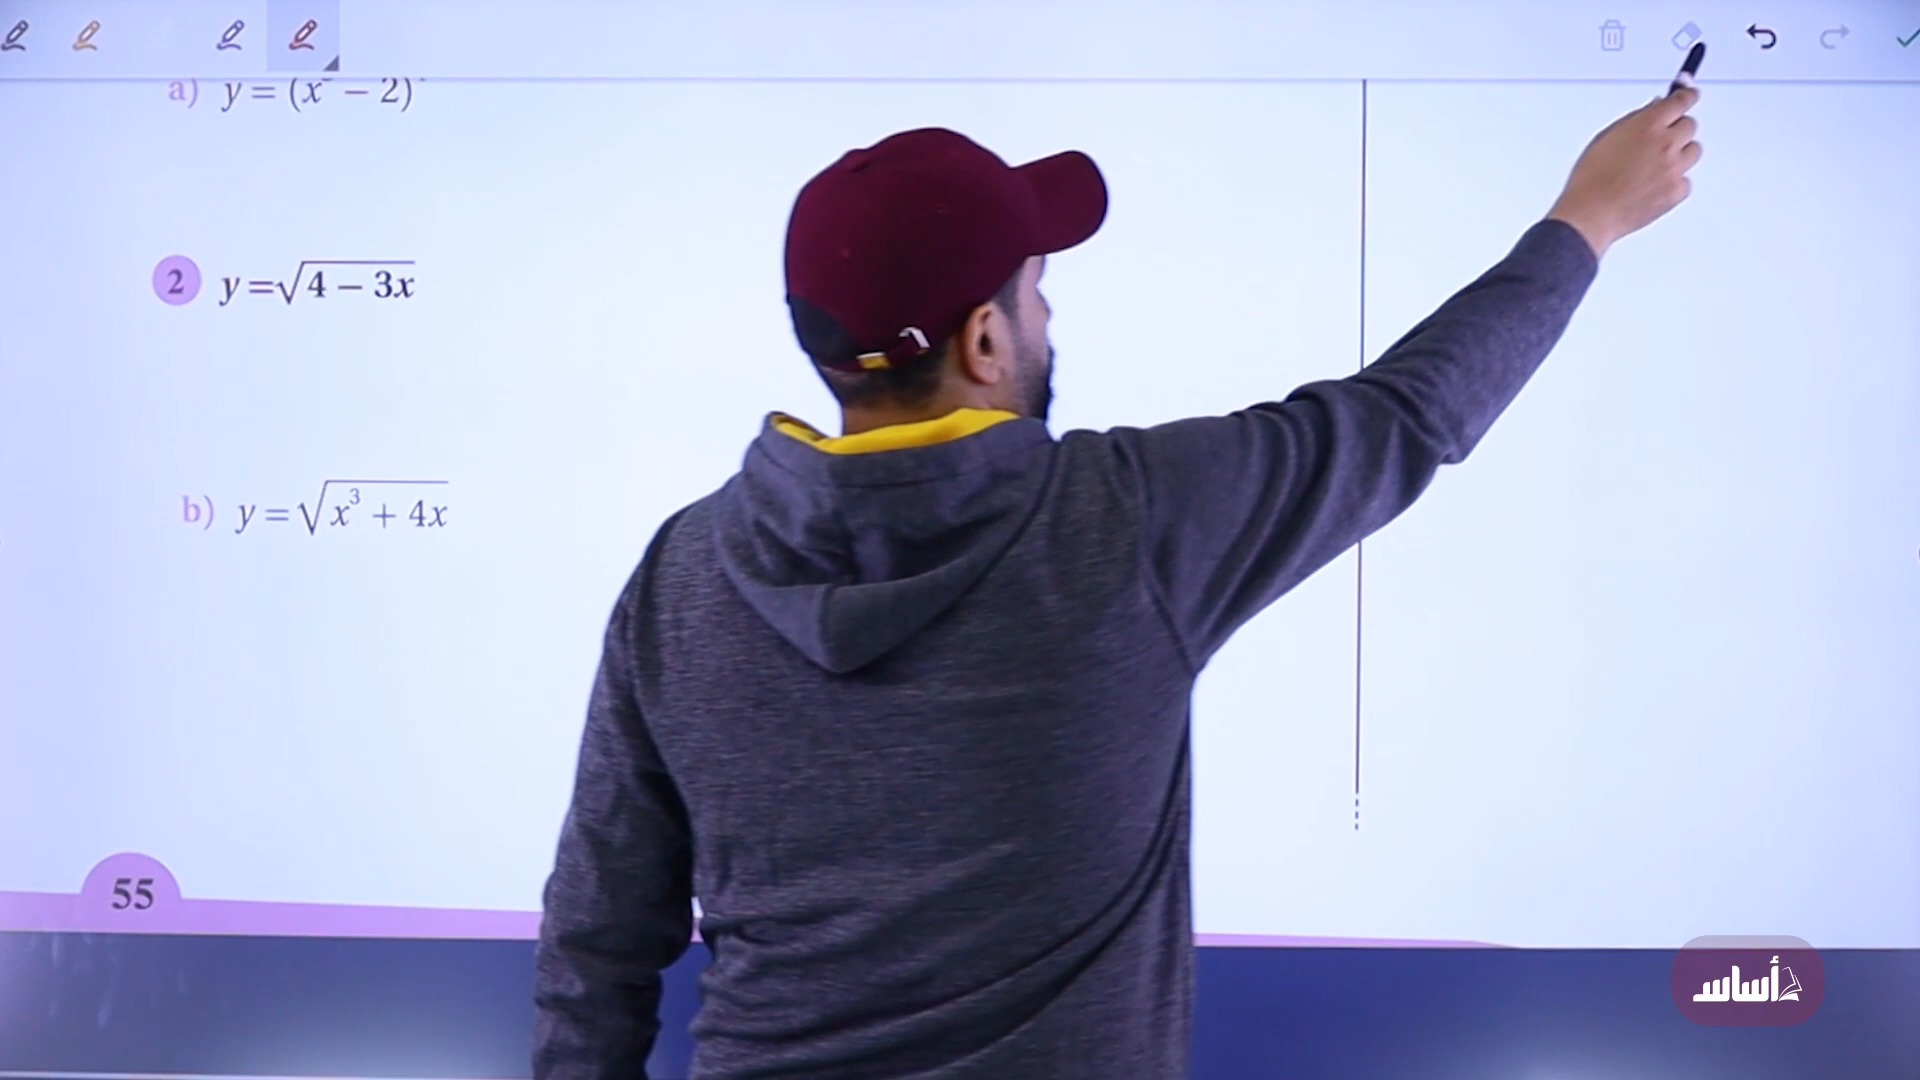 a) y = (x - 2)
2 y = √(4 – 3x)
b) y = √(x³ + 4x)
55
أساس